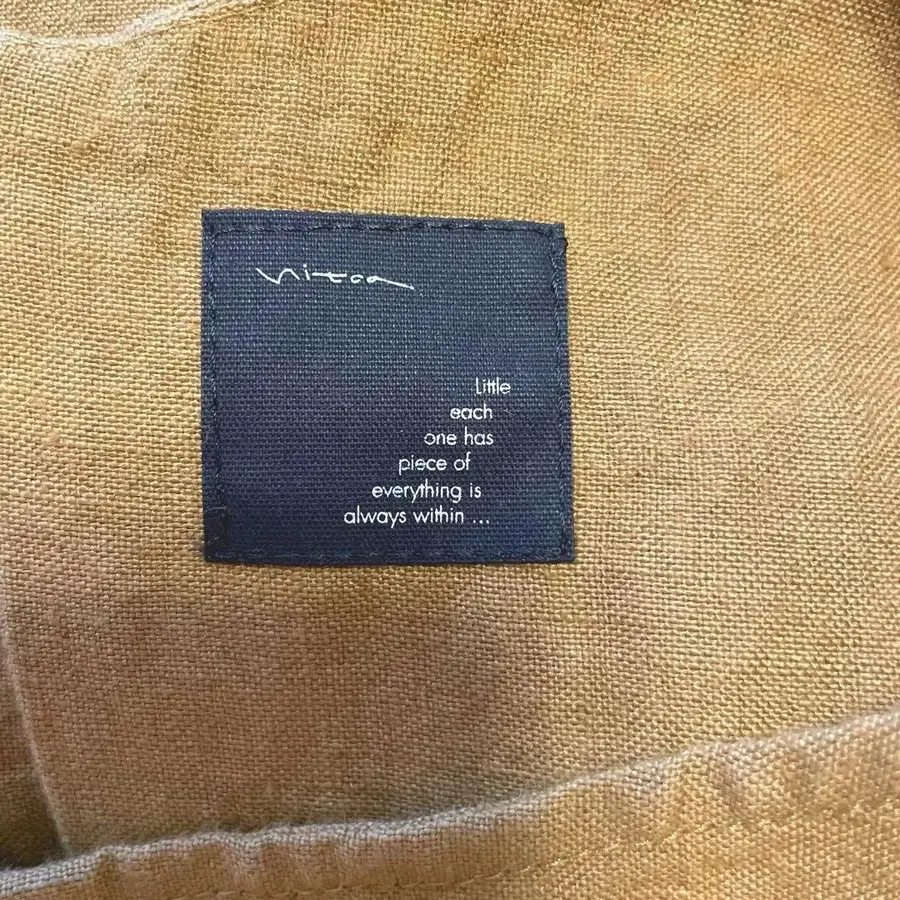 nitca
Little
each
one has
piece of
everything is
always within ...